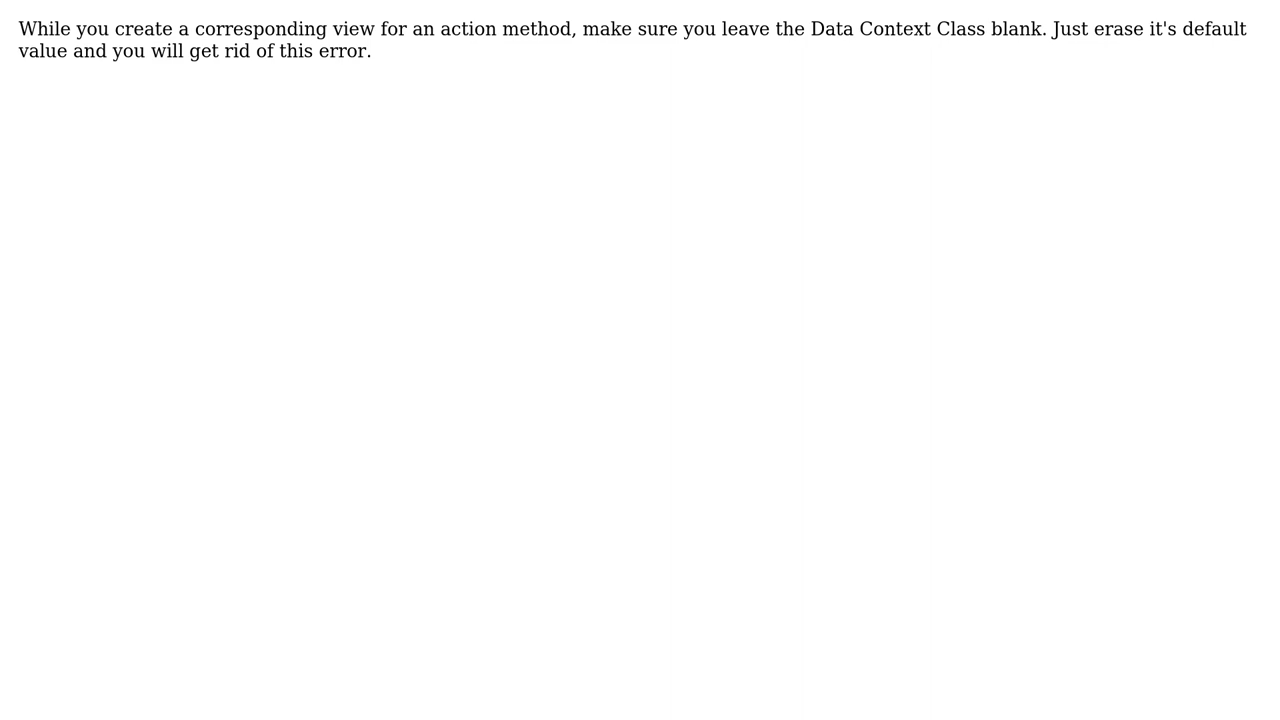 While you create a corresponding view for an action method, make sure you leave the Data Context Class blank. Just erase it's default
value and you will get rid of this error.